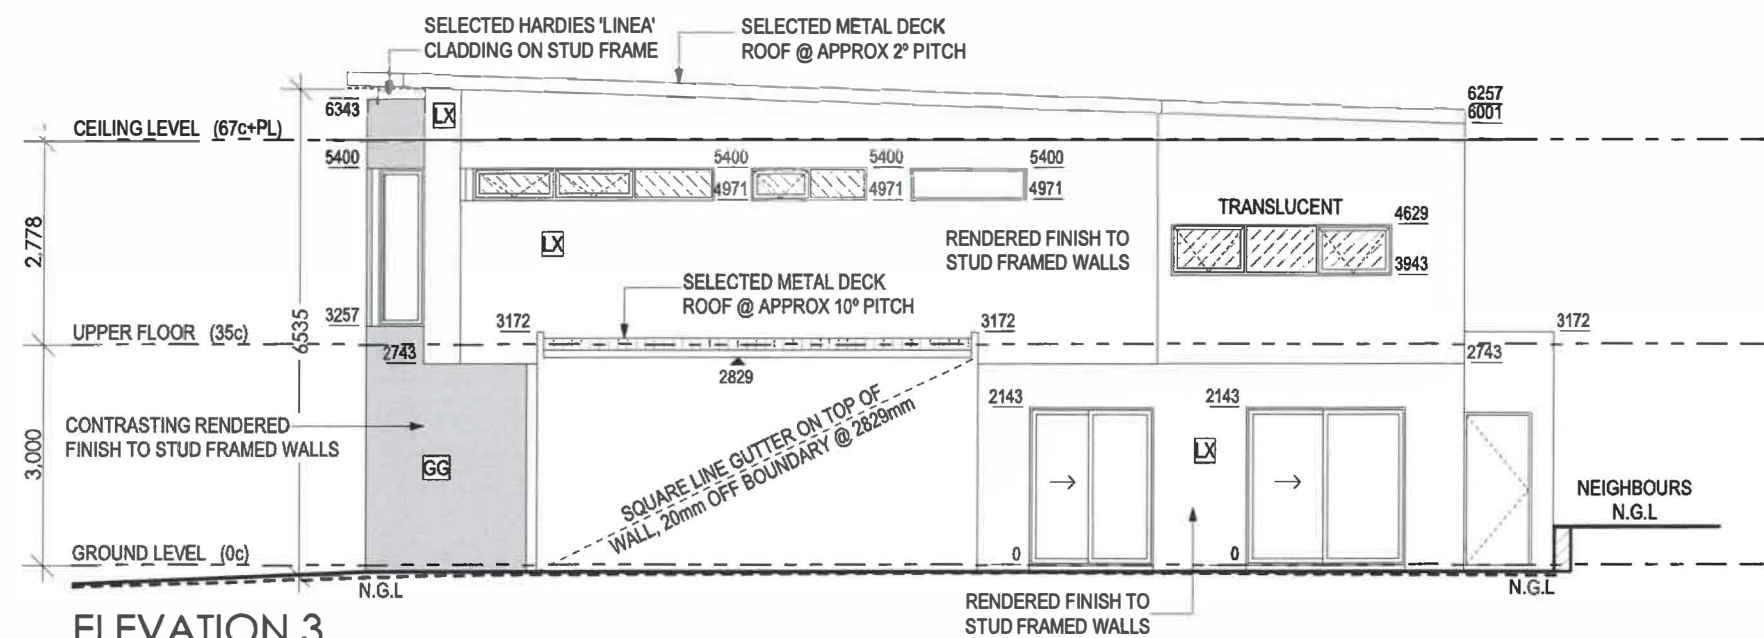 SELECTED HARDIES 'LINEA'
CLADDING ON STUD FRAME
SELECTED METAL DECK
ROOF @ APPROX 2º PITCH
6343
LX
6257
6001
CEILING LEVEL (67c+PL)
5400
5400
5400
5400
4971
4971
4971
TRANSLUCENT
4629
3943
2,778
LX
RENDERED FINISH TO
STUD FRAMED WALLS
SELECTED METAL DECK
ROOF @ APPROX 10º PITCH
6535
3257
3172
3172
3172
UPPER FLOOR (35c)
2743
2743
2829
2143
2143
SQUARE LINE GUTTER ON TOP OF
WALL, 20mm OFF BOUNDARY @ 2829mm
CONTRASTING RENDERED
FINISH TO STUD FRAMED WALLS
3,000
GG
LX
NEIGHBOURS
N.G.L
GROUND LEVEL (0c)
0
0
N.G.L
N.G.L
RENDERED FINISH TO
STUD FRAMED WALLS
ELEVATION 3